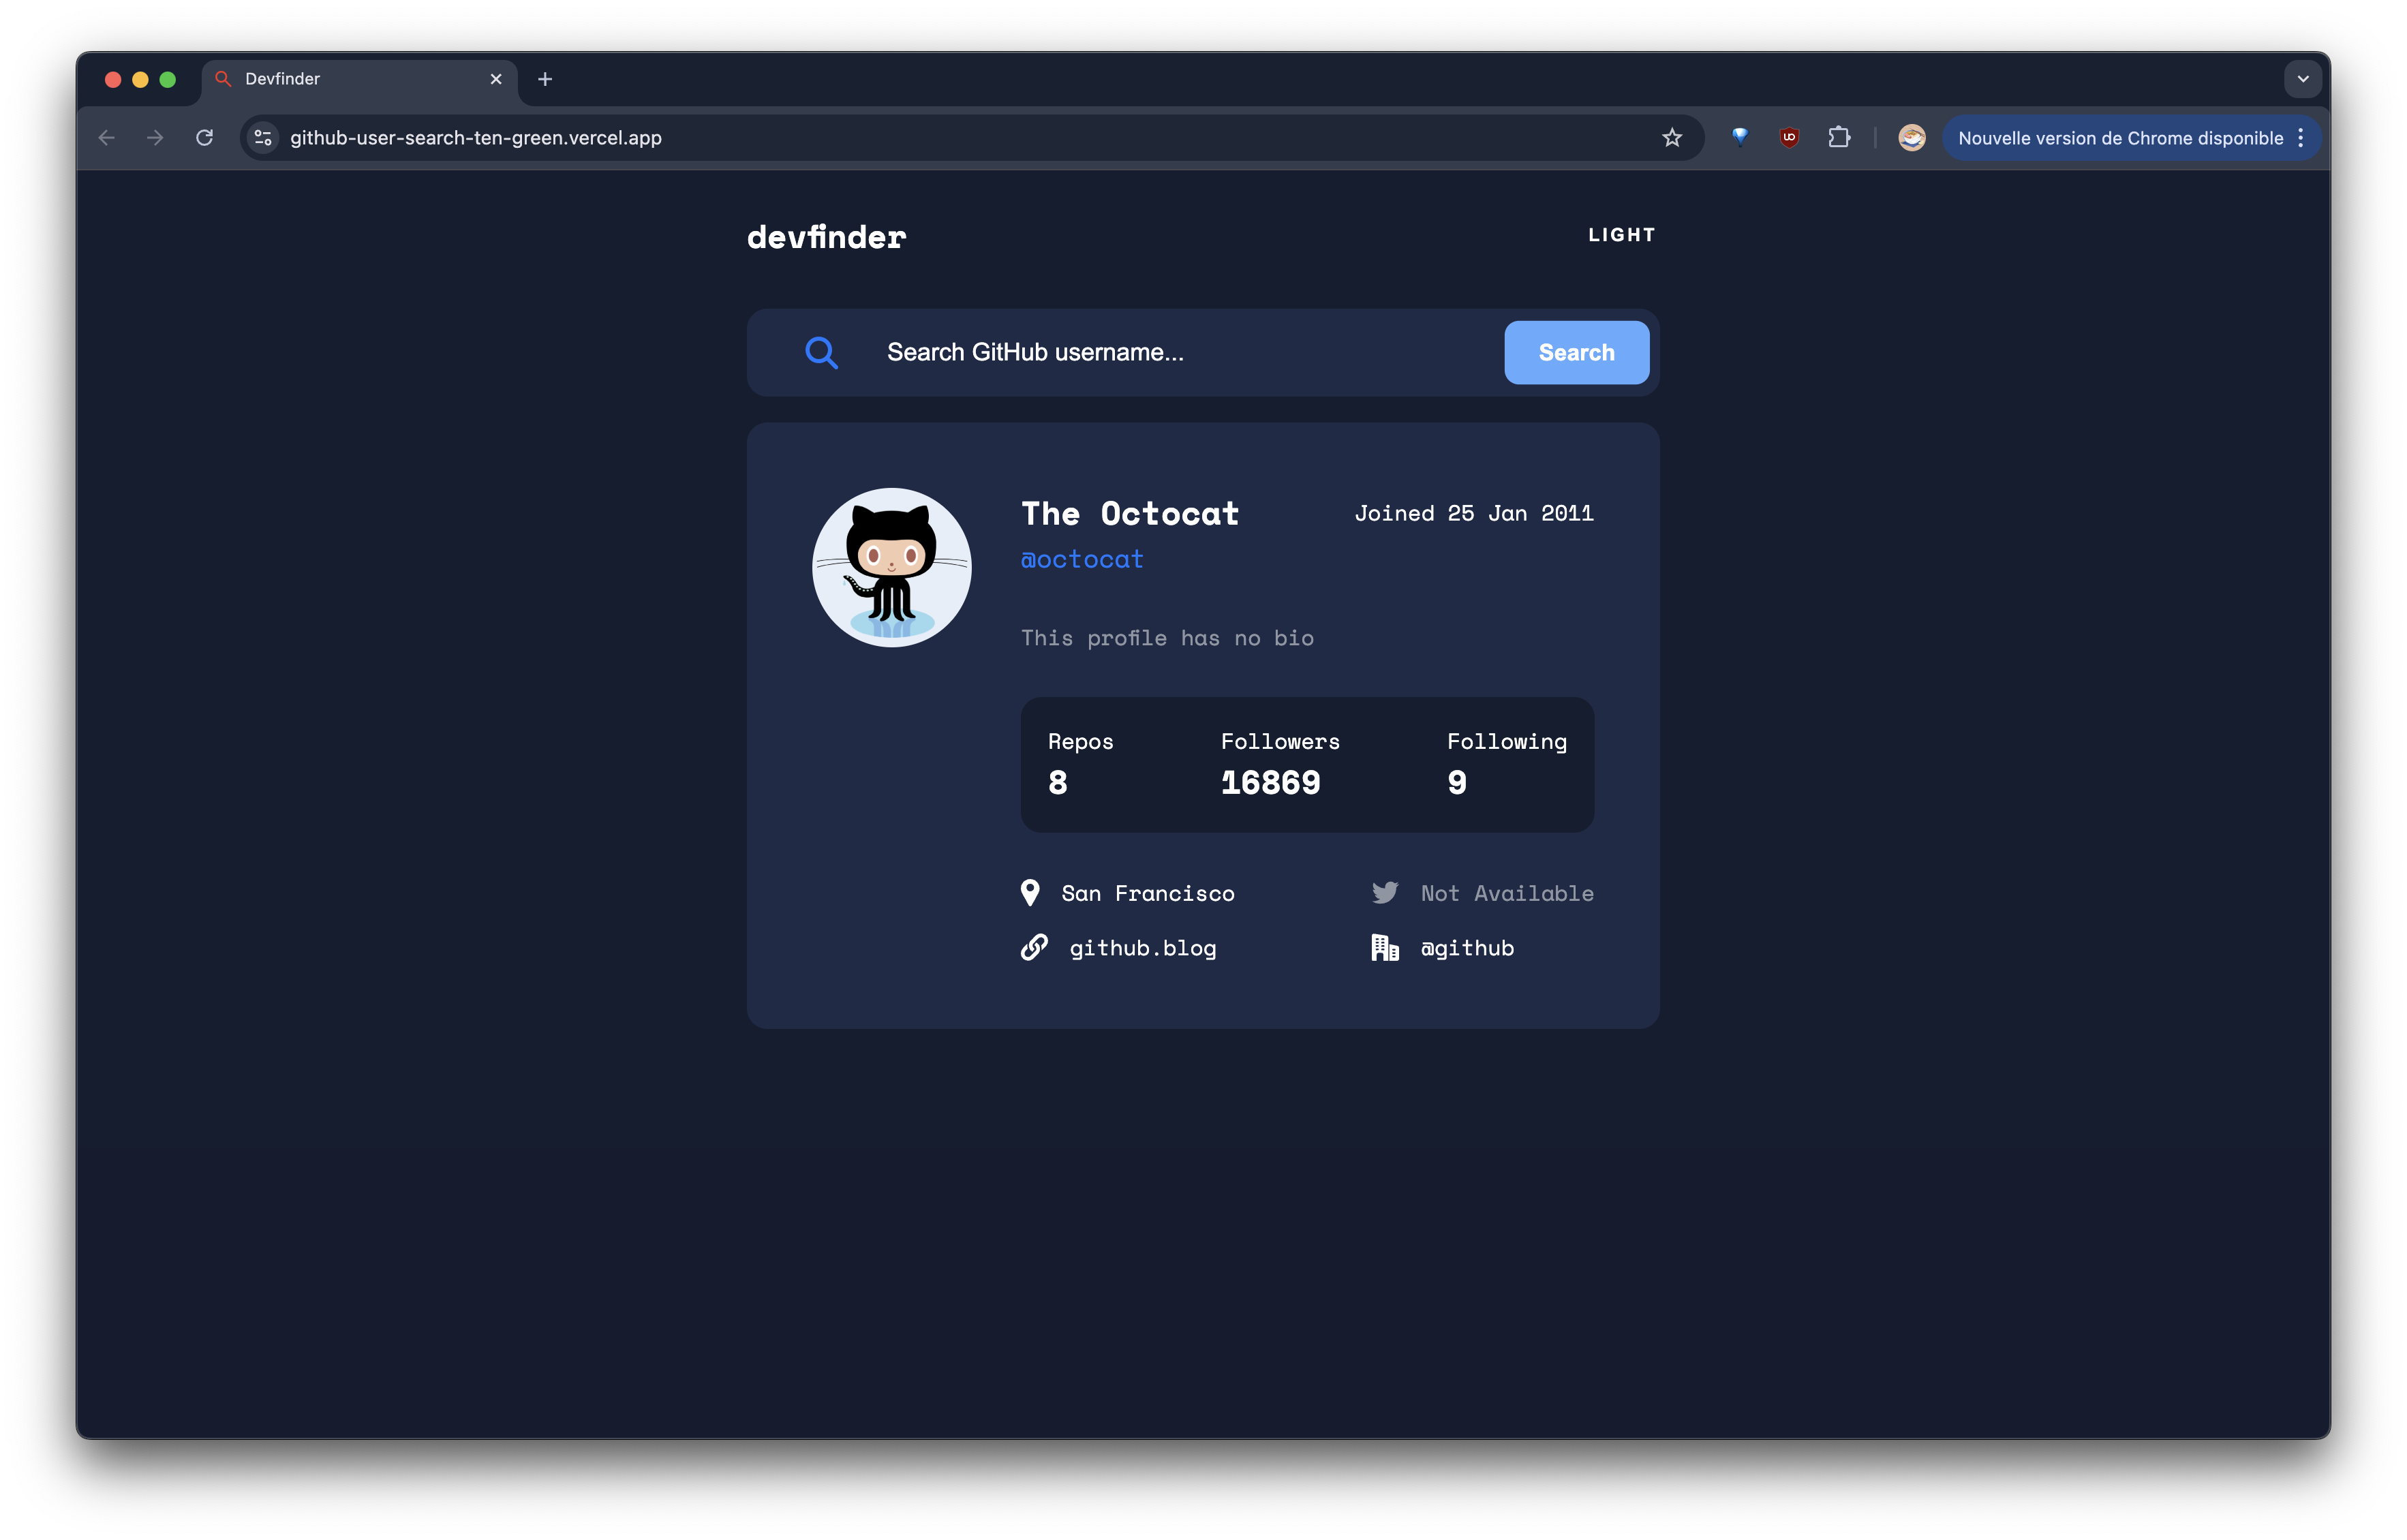 Devfinder
github-user-search-ten-green.vercel.app
Nouvelle version de Chrome disponible
devfinder
LIGHT
Search GitHub username...
Search
The Octocat
Joined 25 Jan 2011
@octocat
This profile has no bio
Repos
Followers
Following
8
16869
9
San Francisco
Not Available
github.blog
@github